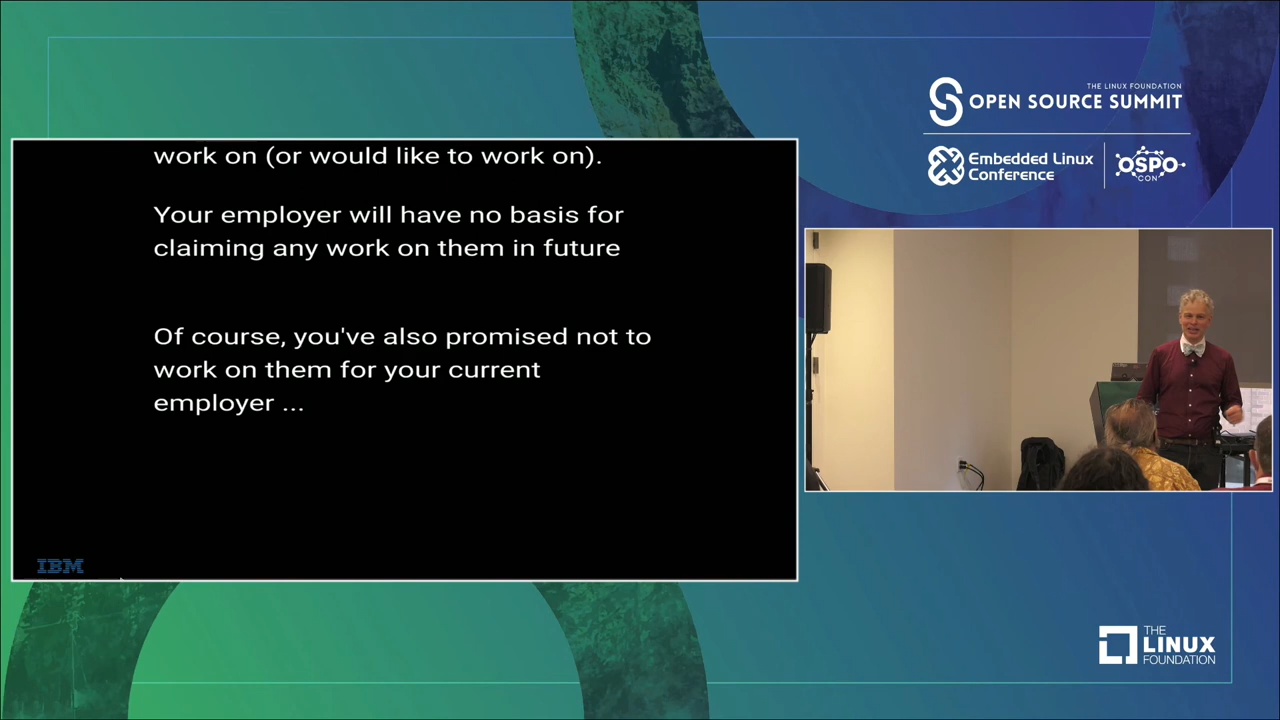 THE LINUX FOUNDATION
OPEN SOURCE SUMMIT
Embedded Linux
Conference
OSPO
CON
work on (or would like to work on).
Your employer will have no basis for
claiming any work on them in future
Of course, you've also promised not to
work on them for your current
employer ...
IBM
THE
LINUX
FOUNDATION